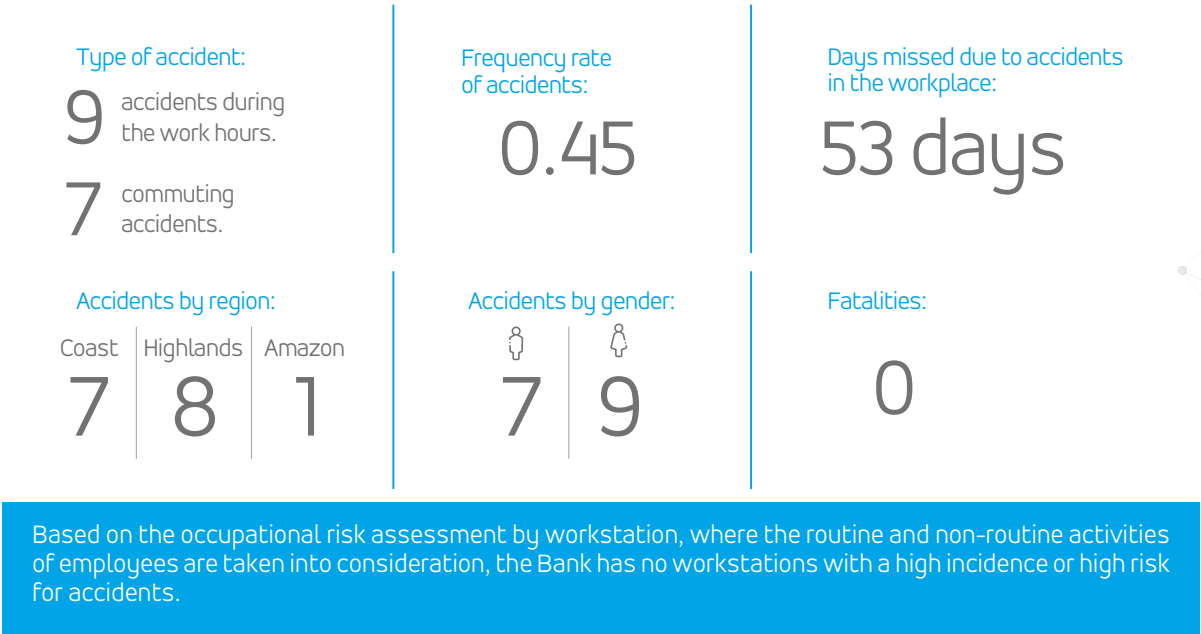 Type of accident:
9 accidents during
the work hours.
7 commuting
accidents.
Frequency rate
of accidents:
0.45
Days missed due to accidents
in the workplace:
53 days
Accidents by region:
Coast Highlands Amazon
7 8 1
Accidents by gender:
7 9
Fatalities:
0
Based on the occupational risk assessment by workstation, where the routine and non-routine activities
of employees are taken into consideration, the Bank has no workstations with a high incidence or high risk
for accidents.